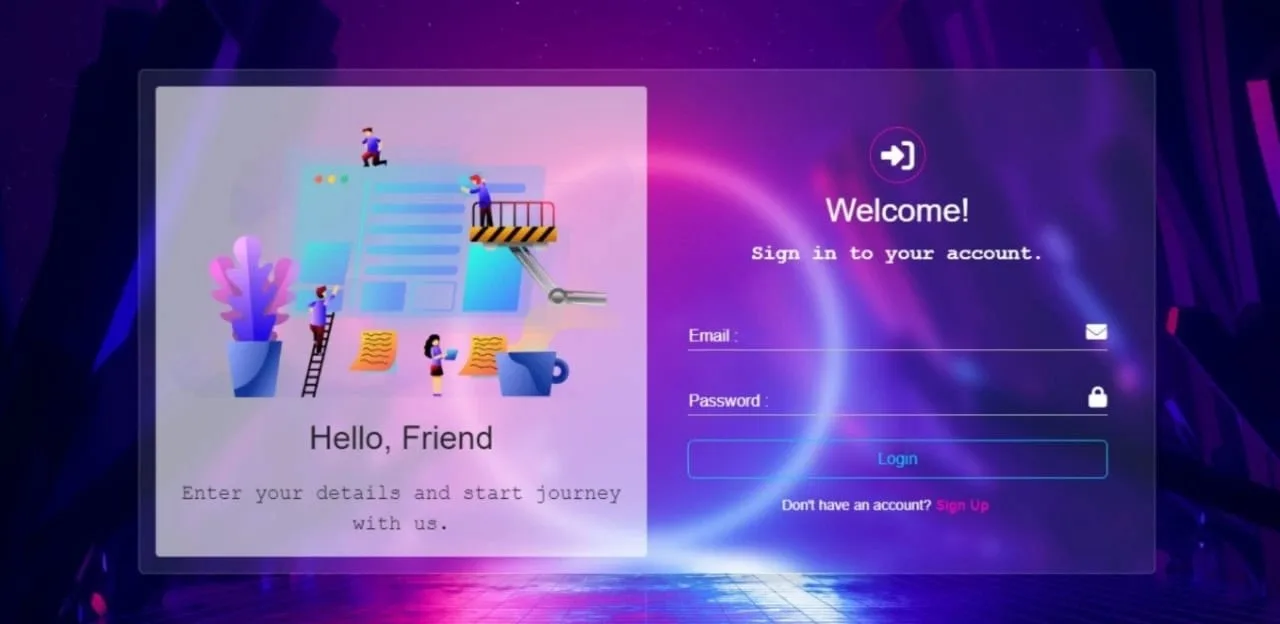 Hello, Friend
Enter your details and start journey
with us.
Welcome!
Sign in to your account.
Email :
Password :
Login
Don't have an account? Sign Up